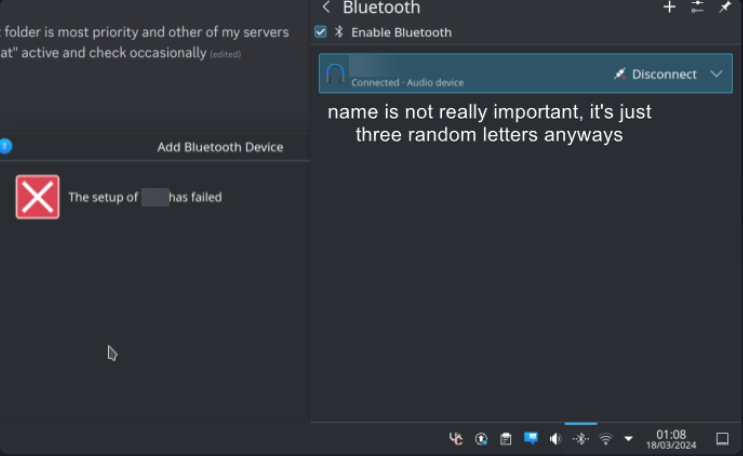 folder is most priority and other of my servers
at" active and check occasionally (edited)
Add Bluetooth Device
The setup of has failed
Bluetooth
Enable Bluetooth
Connected · Audio device
Disconnect
name is not really important, it's just
three random letters anyways
01:08
18/03/2024